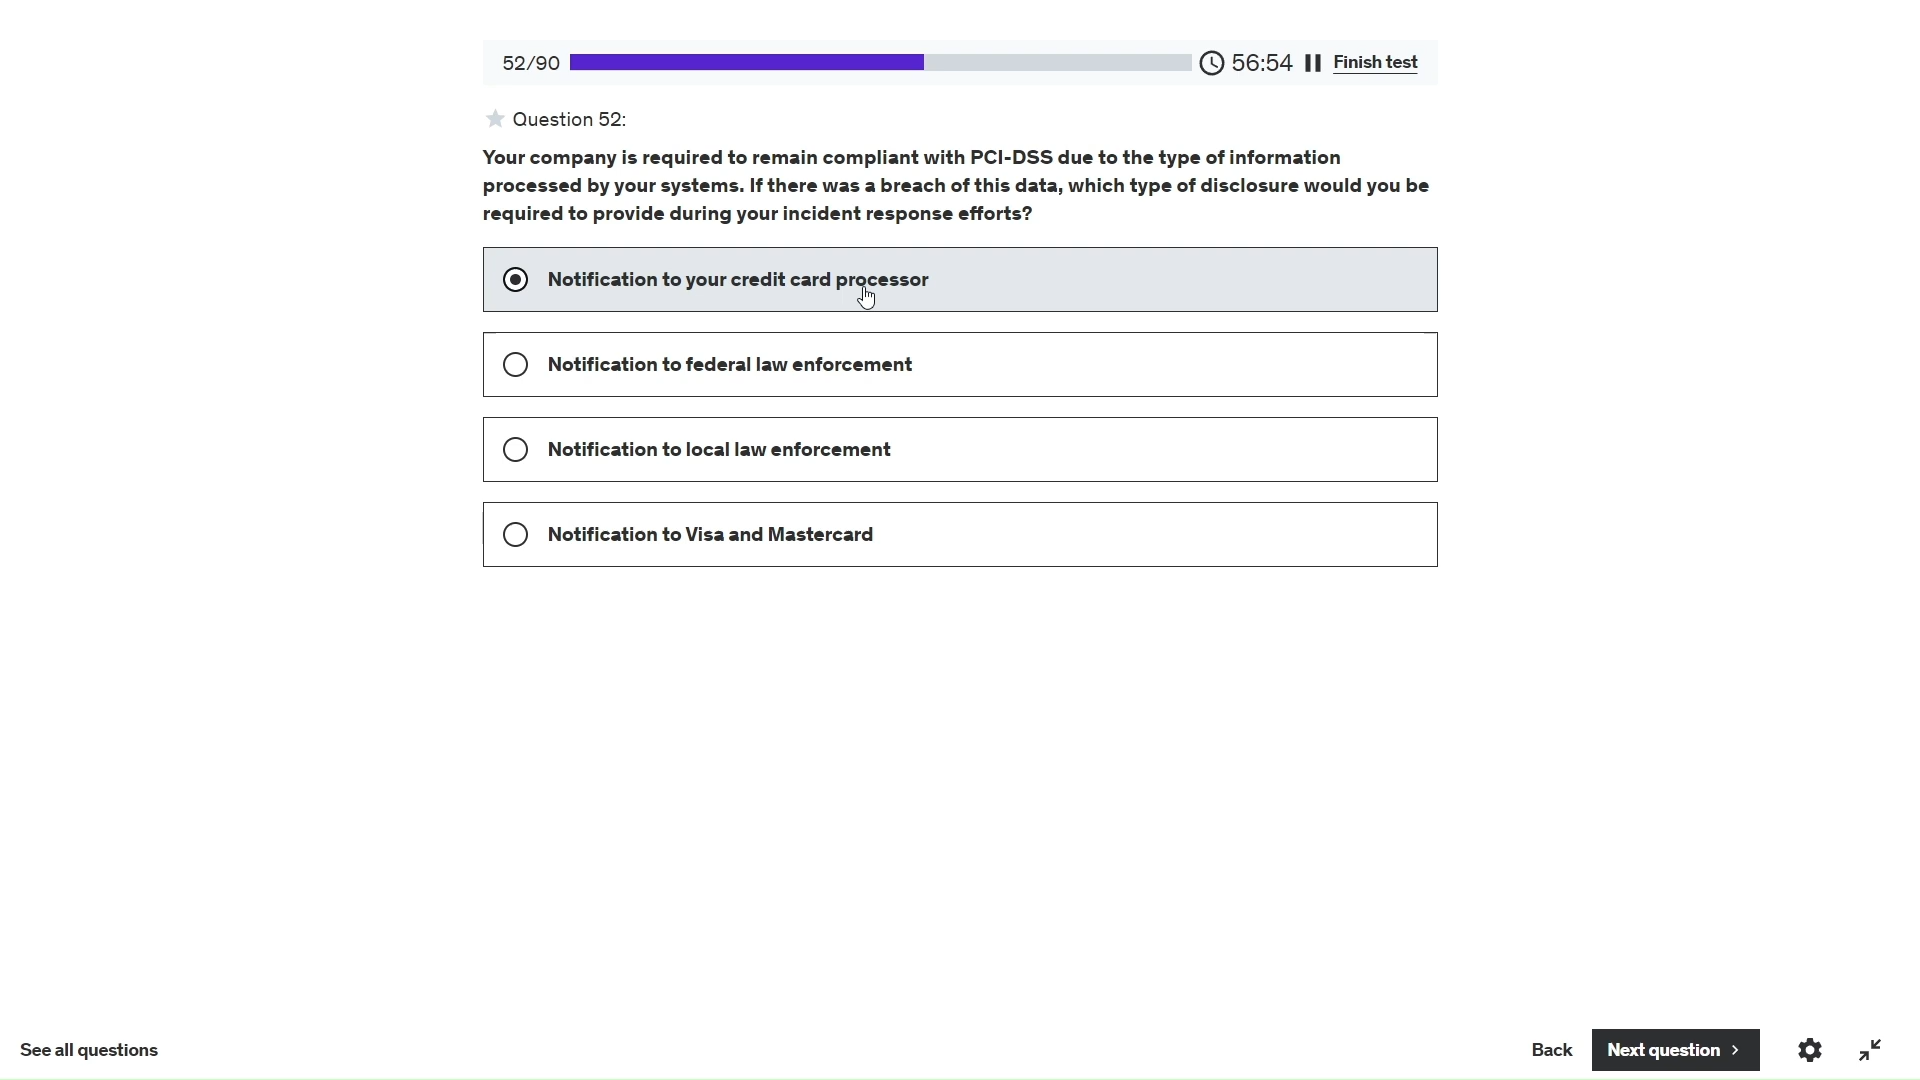 52/90
56:54
Finish test
Question 52:
Your company is required to remain compliant with PCI-DSS due to the type of information
processed by your systems. If there was a breach of this data, which type of disclosure would you be
required to provide during your incident response efforts?
Notification to your credit card processor
Notification to federal law enforcement
Notification to local law enforcement
Notification to Visa and Mastercard
See all questions
Back
Next question